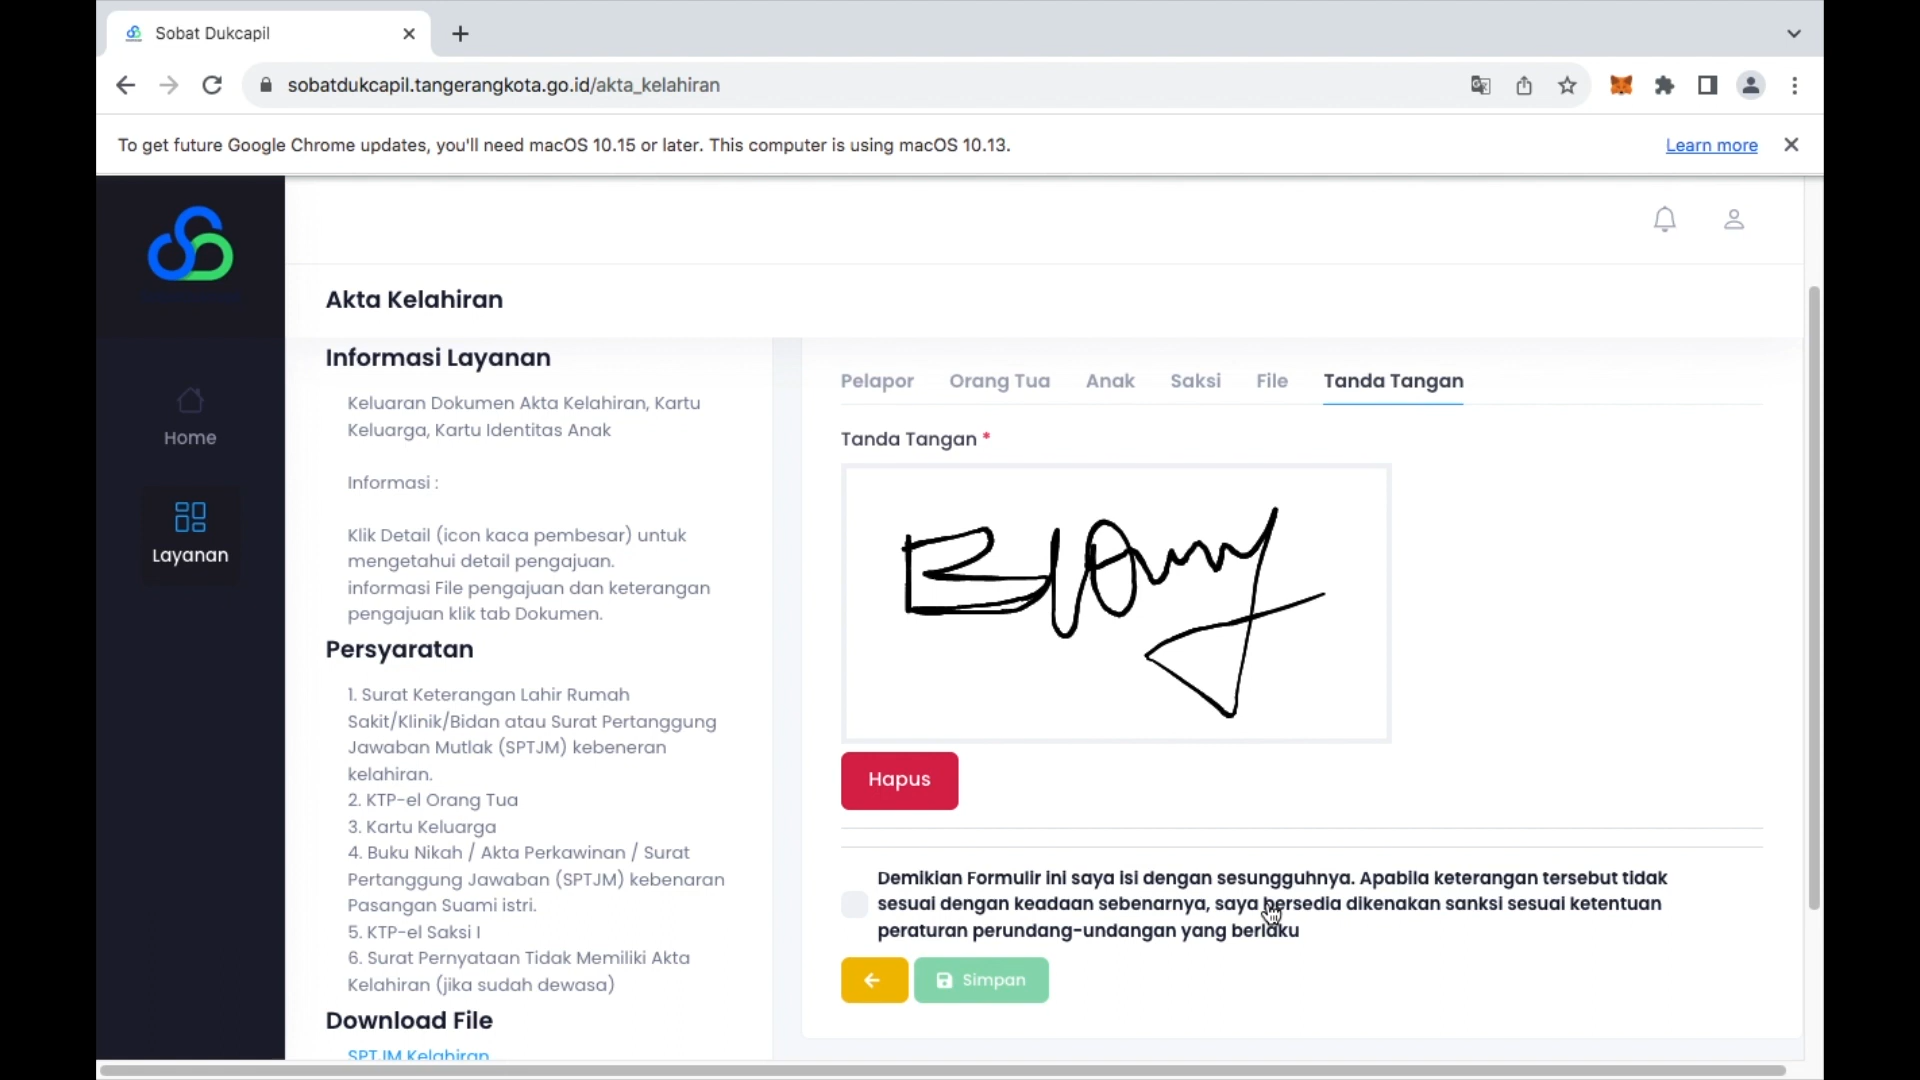 Sobat Dukcapil
sobatdukcapil.tangerangkota.go.id/akta_kelahiran
To get future Google Chrome updates, you'll need macOS 10.15 or later. This computer is using macOS 10.13.
Learn more
Home
Layanan
Akta Kelahiran
Informasi Layanan
Keluaran Dokumen Akta Kelahiran, Kartu
Keluarga, Kartu Identitas Anak
Informasi :
Klik Detail (icon kaca pembesar) untuk
mengetahui detail pengajuan.
informasi File pengajuan dan keterangan
pengajuan klik tab Dokumen.
Persyaratan
1. Surat Keterangan Lahir Rumah
Sakit/Klinik/Bidan atau Surat Pertanggung
Jawaban Mutlak (SPTJM) kebeneran
kelahiran.
2. KTP-el Orang Tua
3. Kartu Keluarga
4. Buku Nikah / Akta Perkawinan / Surat
Pertanggung Jawaban (SPTJM) kebenaran
Pasangan Suami istri.
5. KTP-el Saksi I
6. Surat Pernyataan Tidak Memiliki Akta
Kelahiran (jika sudah dewasa)
Download File
SPTJM Kelahiran
Pelapor Orang Tua Anak Saksi File Tanda Tangan
Tanda Tangan *
Hapus
Demikian Formulir ini saya isi dengan sesungguhnya. Apabila keterangan tersebut tidak
sesuai dengan keadaan sebenarnya, saya bersedia dikenakan sanksi sesuai ketentuan
peraturan perundang-undangan yang berlaku
Simpan